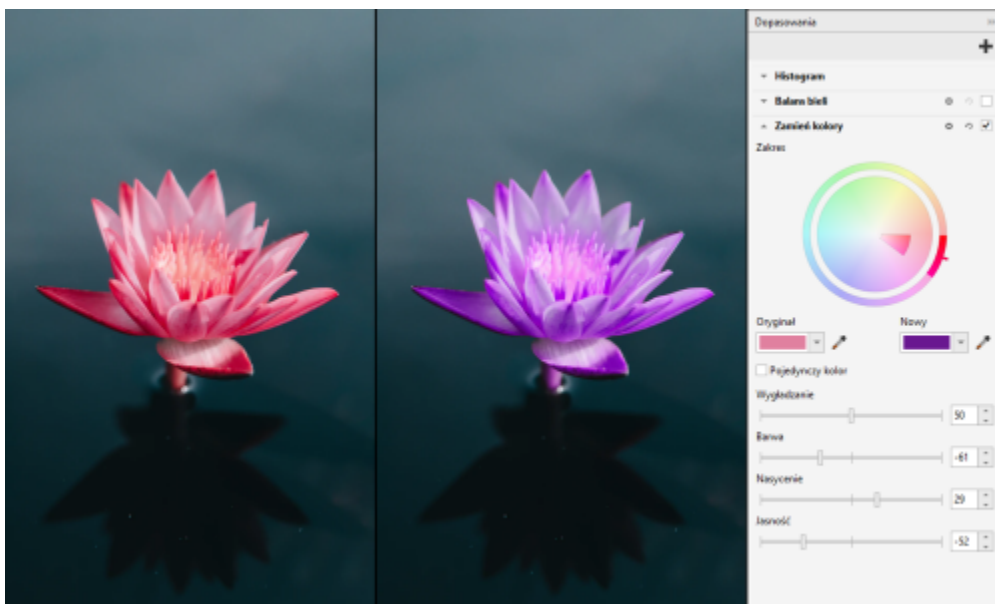 Dopasowania
Histogram
Balans bieli
Zamień kolory
Zakres
Oryginał Nowy
Pojedynczy kolor
Wygładzanie
50
Barwa
-61
Nasycenie
29
Jasność
-52